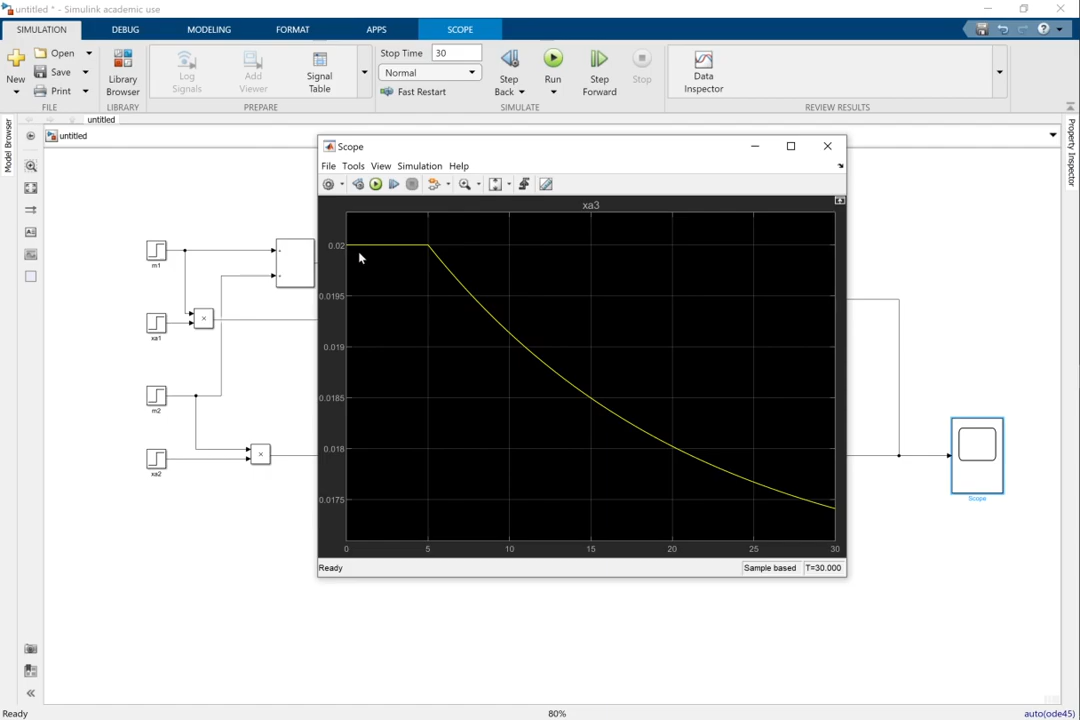 untitled * - Simulink academic use
SIMULATION DEBUG MODELING FORMAT APPS SCOPE
New Open Save Print FILE
Library Browser LIBRARY
Log Signals Add Viewer Signal Table PREPARE
Stop Time 30
Normal
Fast Restart
Step Back Run Step Forward Stop SIMULATE
Data Inspector REVIEW RESULTS
untitled
untitled
Model Browser
Property Inspector
Scope
File Tools View Simulation Help
xa3
0.02
0.0195
0.019
0.0185
0.018
0.0175
0 5 10 15 20 25 30
Ready Sample based T=30.000
m1
xa1
m2
xa2
×
×
Scope
Ready 80% auto(ode45)